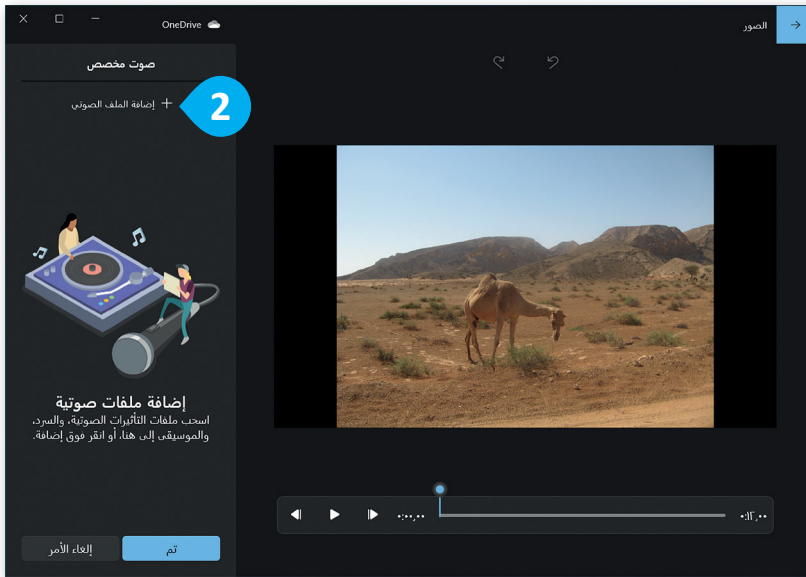 الصور
OneDrive
صوت مخصص
+ إضافة الملف الصوتي
2
إضافة ملفات صوتية
اسحب ملفات التأثيرات الصوتية، والسرد،
والموسيقى إلى هنا، أو انقر فوق إضافة.
تم
إلغاء الأمر
٠:٠٠,٠٠
٠:١٢,٠٠